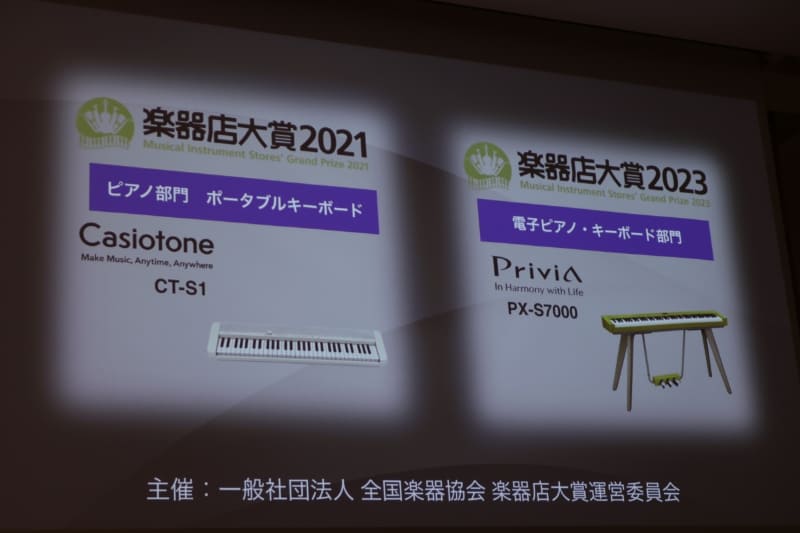 楽器店大賞2021
Musical Instrument Stores' Grand Prize 2021
ピアノ部門　ポータブルキーボード
Casiotone
Make Music, Anytime, Anywhere
CT-S1
楽器店大賞2023
Musical Instrument Stores' Grand Prize 2023
電子ピアノ・キーボード部門
Privia
In Harmony with Life
PX-S7000
主催：一般社団法人 全国楽器協会 楽器店大賞運営委員会